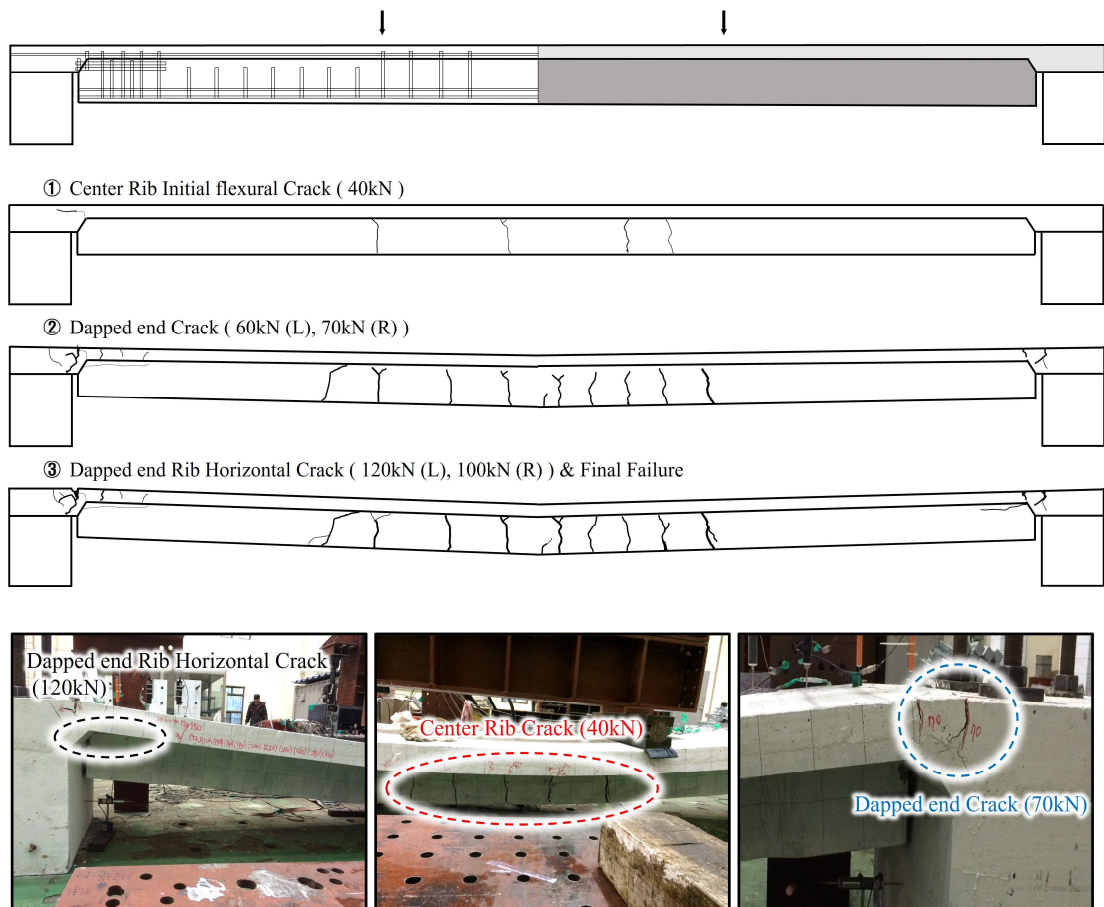 ① Center Rib Initial flexural Crack ( 40kN )
② Dapped end Crack ( 60kN (L), 70kN (R) )
③ Dapped end Rib Horizontal Crack ( 120kN (L), 100kN (R) ) & Final Failure
Dapped end Rib Horizontal Crack
(120kN)
Center Rib Crack (40kN)
Dapped end Crack (70kN)